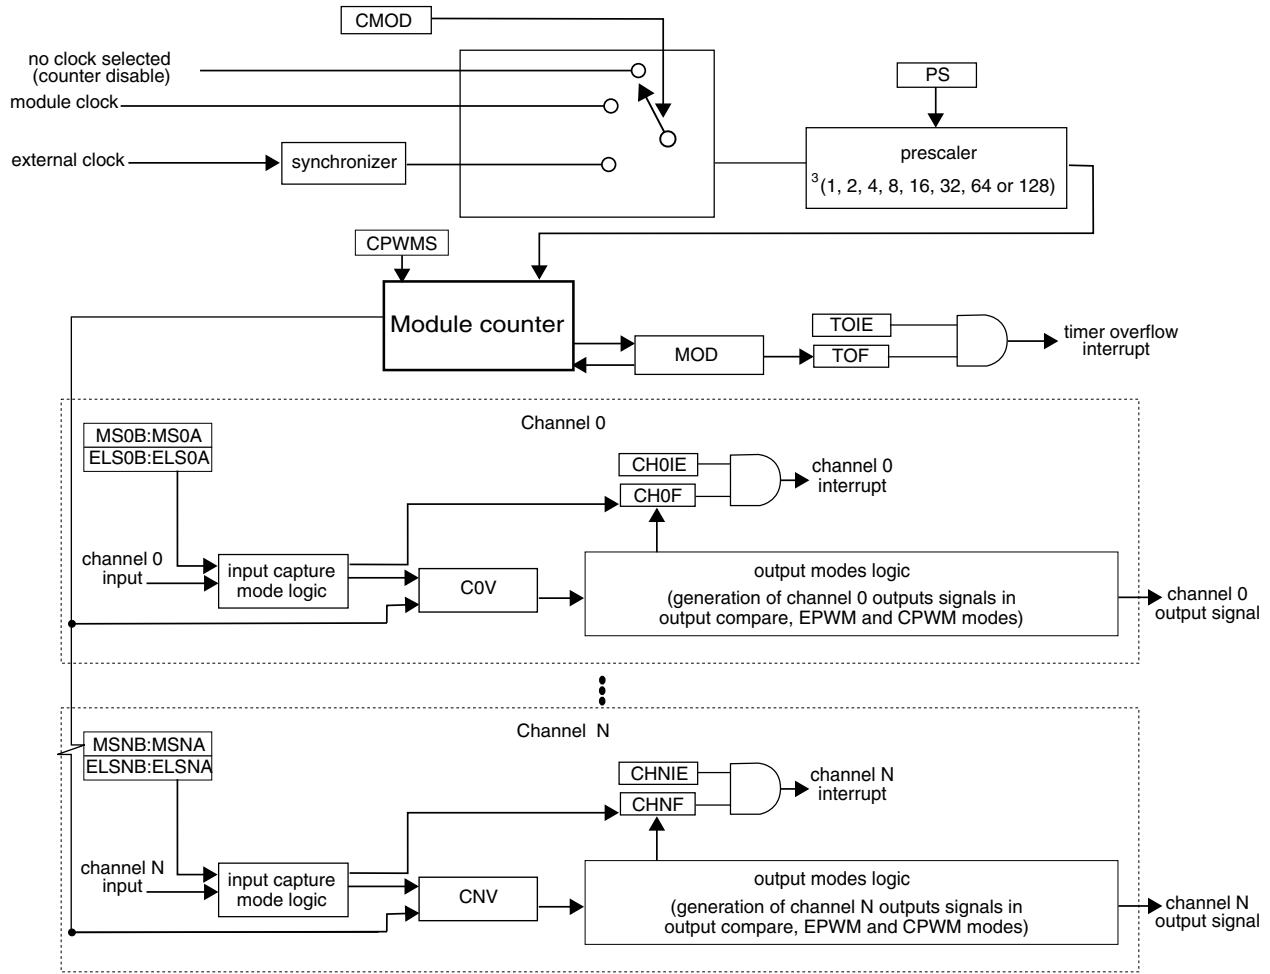 CMOD
no clock selected
(counter disable)
module clock
external clock
synchronizer
PS
prescaler
3 (1, 2, 4, 8, 16, 32, 64 or 128)
CPWMS
Module counter
MOD
TOIE
TOF
timer overflow
interrupt
Channel 0
MS0B:MS0A
ELS0B:ELS0A
CH0IE
CH0F
channel 0
interrupt
channel 0
input
input capture
mode logic
C0V
output modes logic
(generation of channel 0 outputs signals in
output compare, EPWM and CPWM modes)
channel 0
output signal
Channel N
MSNB:MSNA
ELSNB:ELSNA
CHNIE
CHNF
channel N
interrupt
channel N
input
input capture
mode logic
CNV
output modes logic
(generation of channel N outputs signals in
output compare, EPWM and CPWM modes)
channel N
output signal